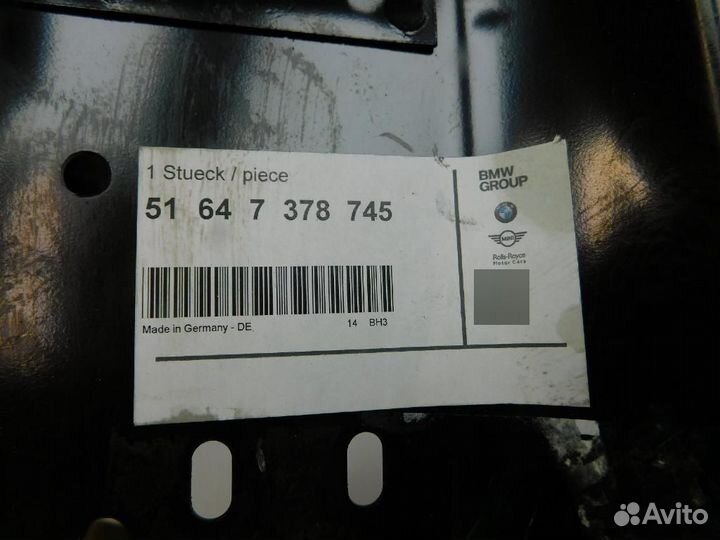 1 Stueck / piece
51 64 7 378 745
Made in Germany - DE
14 BH3
BMW
GROUP
MINI
Rolls-Royce
Motor Cars
Avito